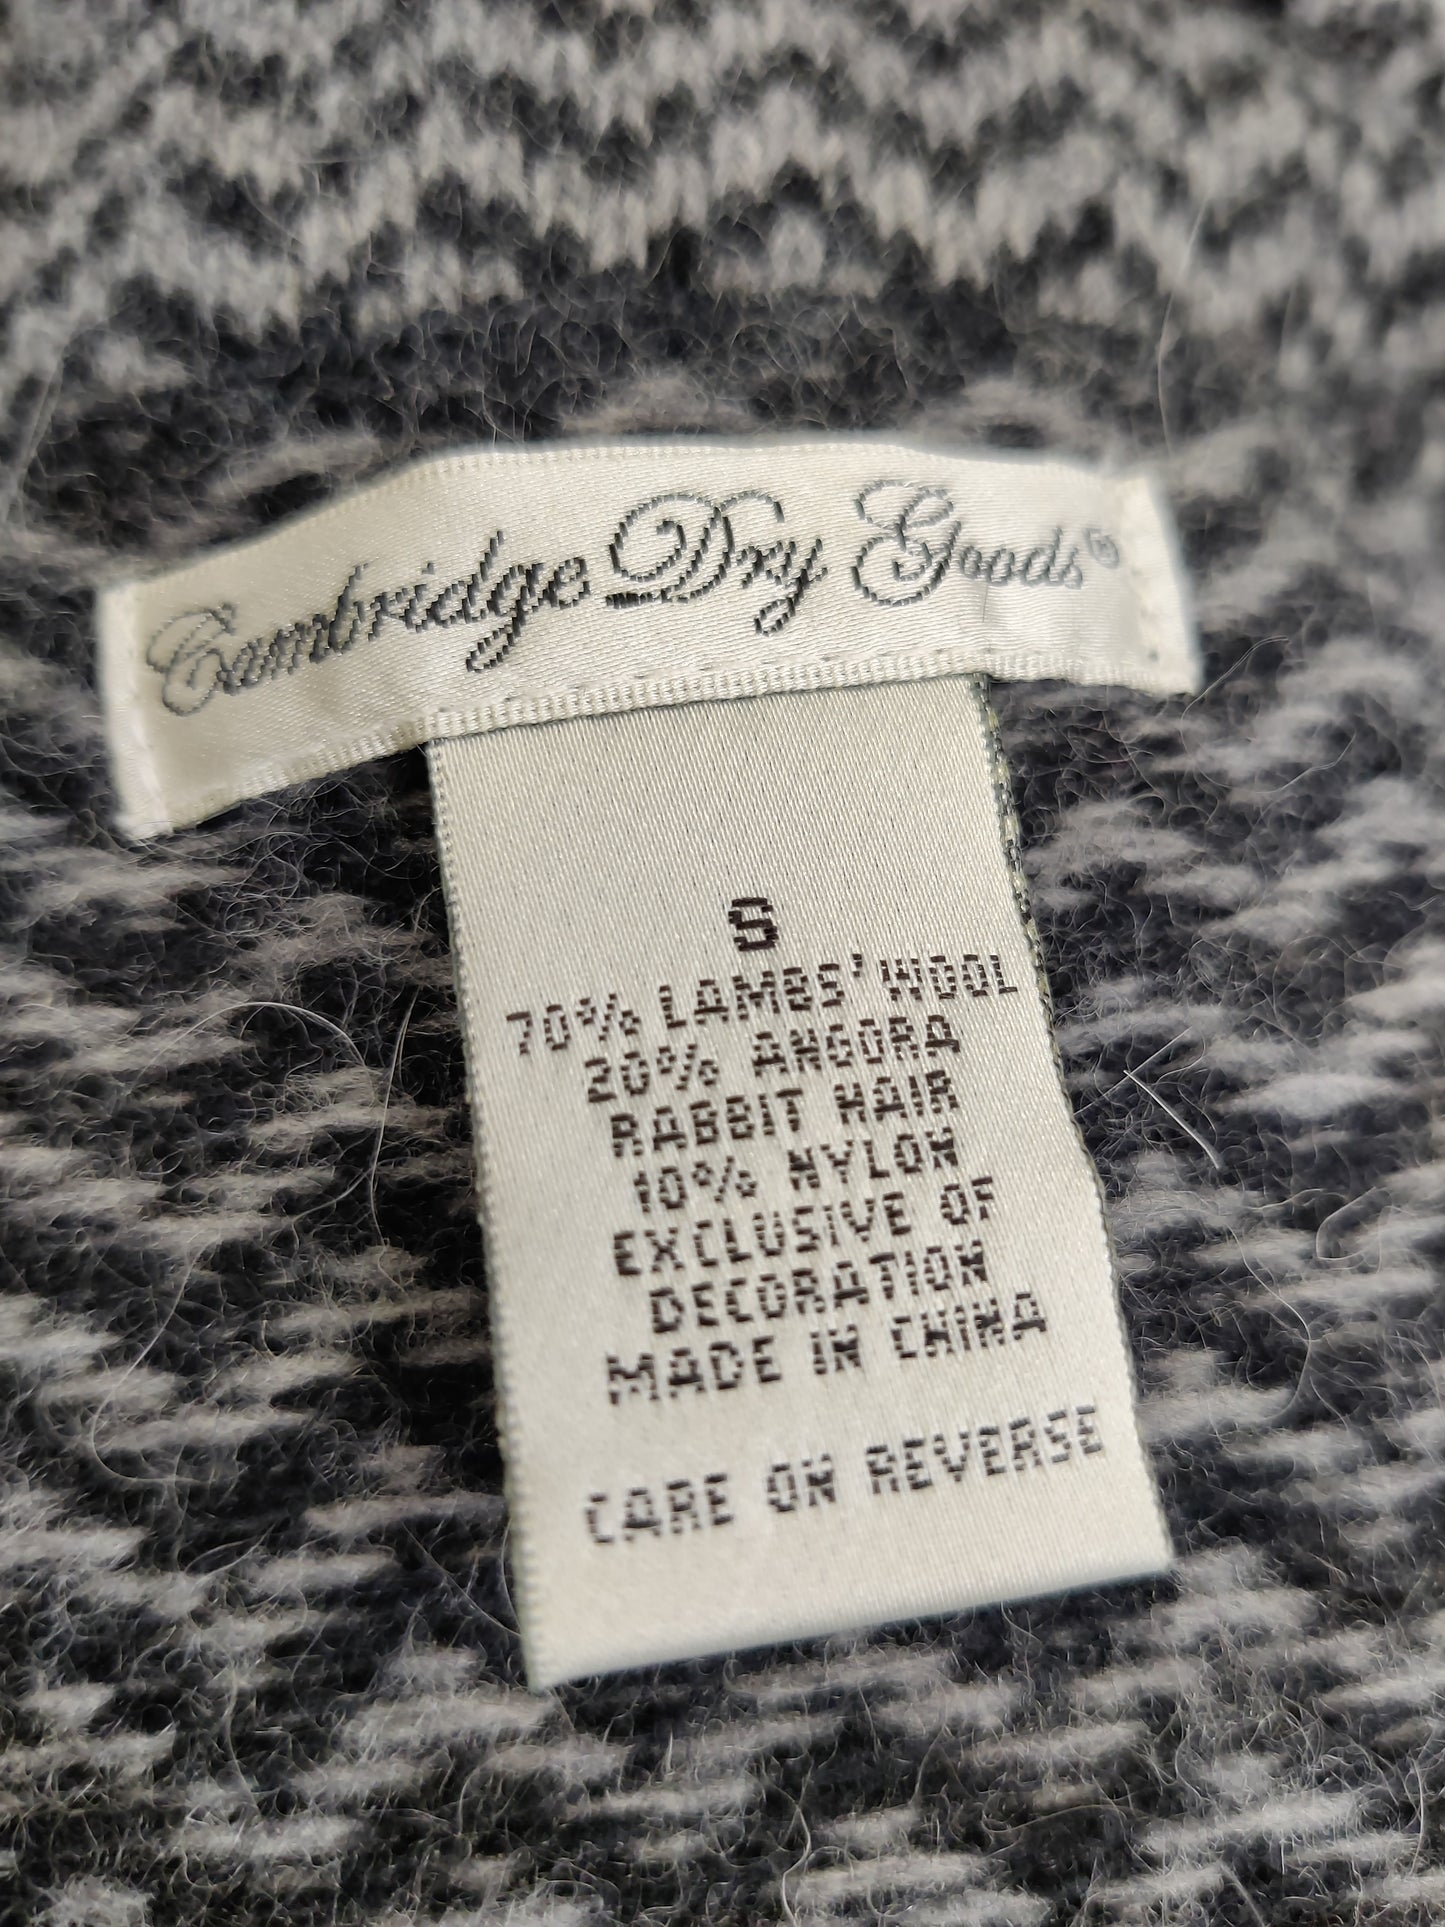 Cambridge Dry Goods®
S
70% LAMBS' WOOL
20% ANGORA
RABBIT HAIR
10% NYLON
EXCLUSIVE OF
DECORATION
MADE IN CHINA
CARE ON REVERSE